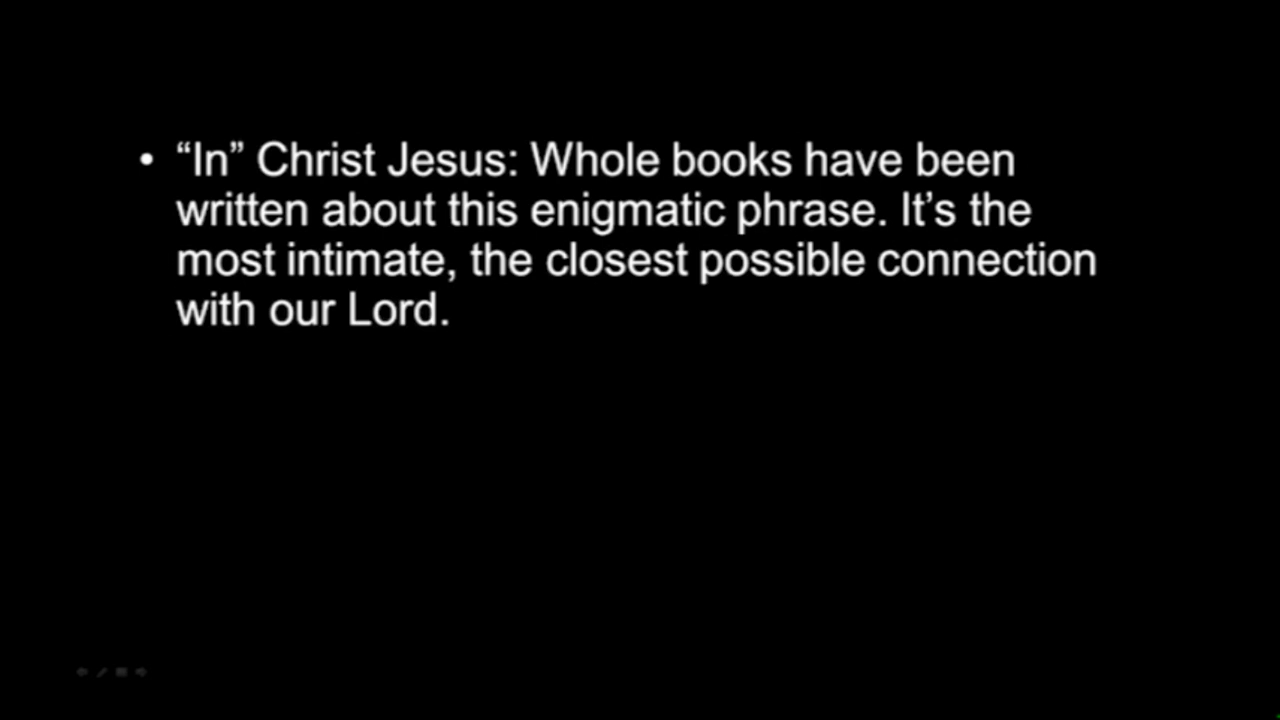 • “In” Christ Jesus: Whole books have been
written about this enigmatic phrase. It’s the
most intimate, the closest possible connection
with our Lord.